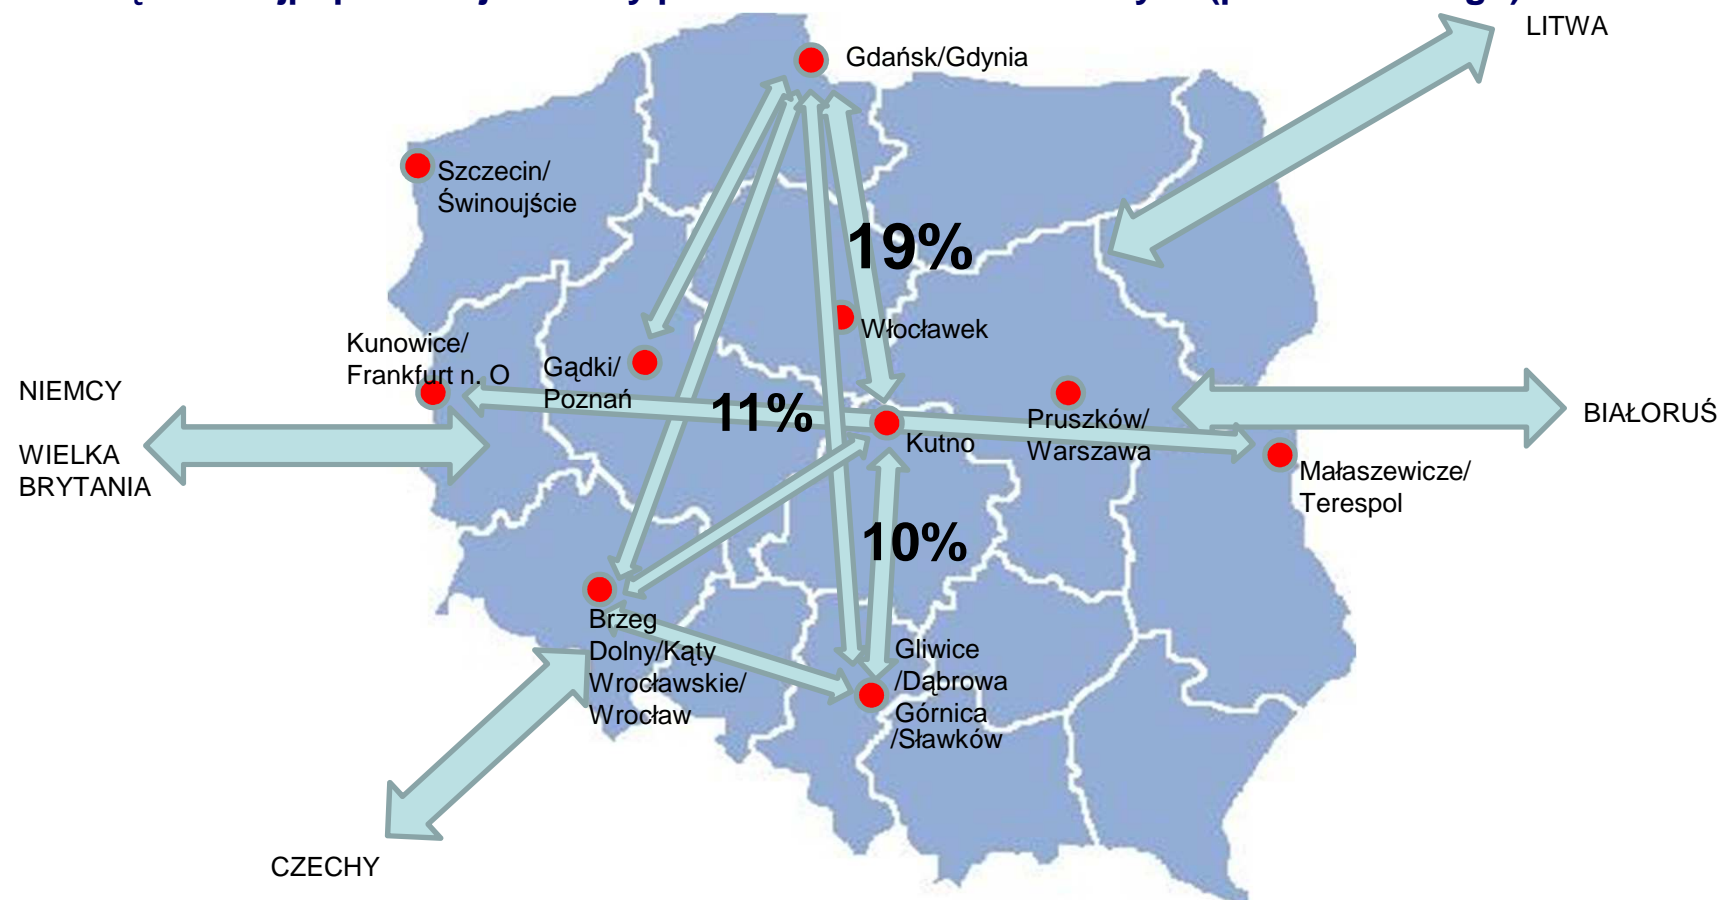 LITWA
Gdańsk/Gdynia
Szczecin/
Świnoujście
19%
Włocławek
Kunowice/
Frankfurt n. O
Gądki/
Poznań
NIEMCY
WIELKA
BRYTANIA
11%
Kutno
Pruszków/
Warszawa
BIAŁORUŚ
Małaszewicze/
Terespol
10%
Brzeg
Dolny/Kąty
Wrocławskie/
Wrocław
Gliwice
/Dąbrowa
Górnica
/Sławków
CZECHY